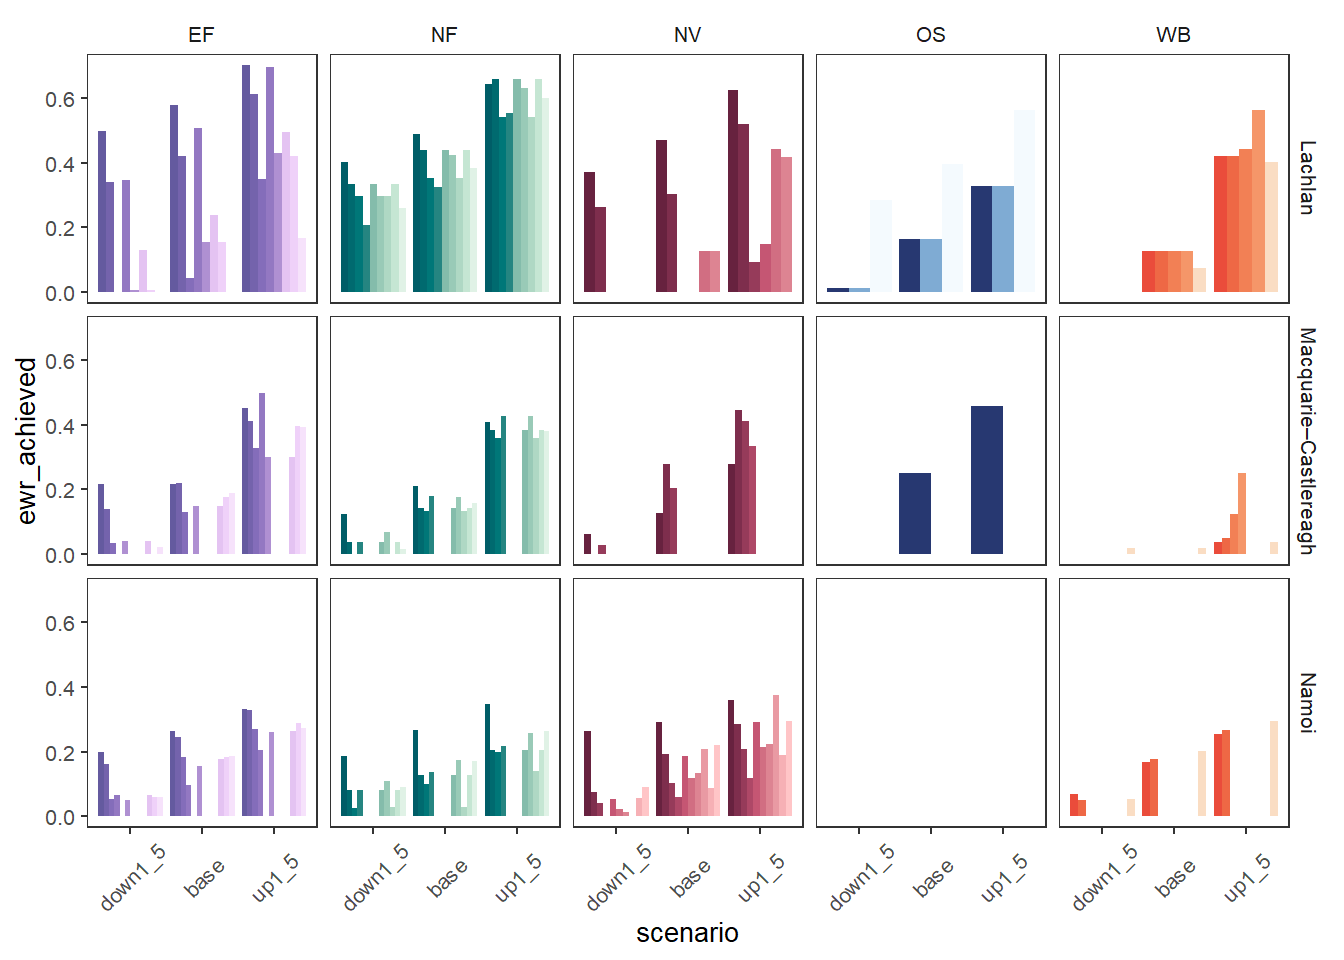 EF NF NV OS WB
0.6
0.4
0.2
0.0
Lachlan
0.6
0.4
0.2
0.0
Macquarie−Castlereagh
0.6
0.4
0.2
0.0
Namoi
ewr_achieved
down1_5 base up1_5 down1_5 base up1_5 down1_5 base up1_5 down1_5 base up1_5 down1_5 base up1_5
scenario